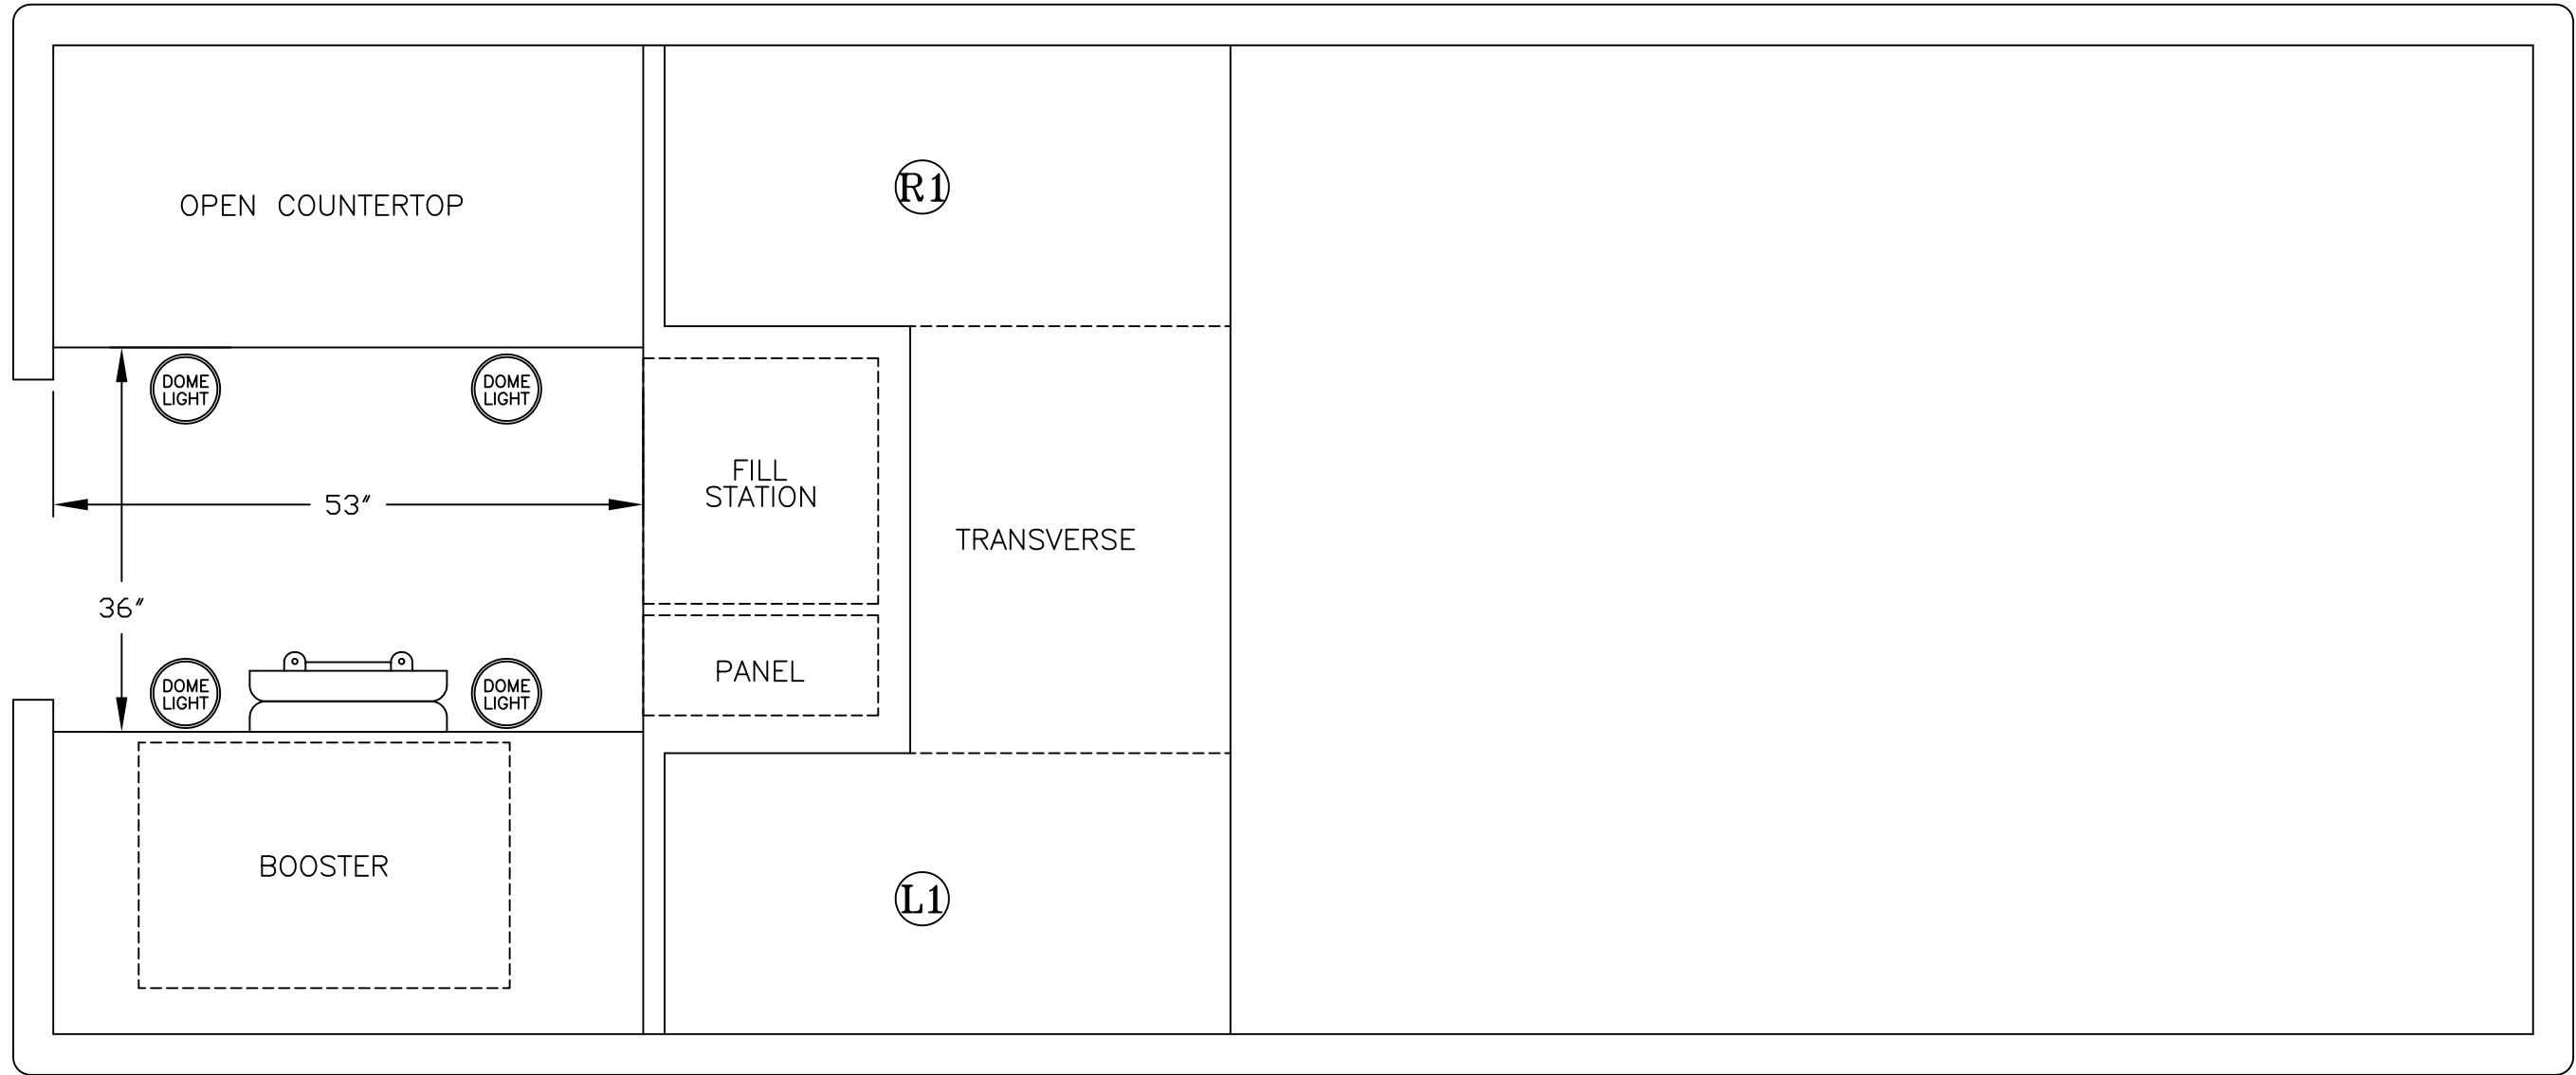 R1
OPEN COUNTERTOP
DOME
LIGHT
DOME
LIGHT
FILL
STATION
53"
TRANSVERSE
36"
PANEL
DOME
LIGHT
DOME
LIGHT
BOOSTER
L1